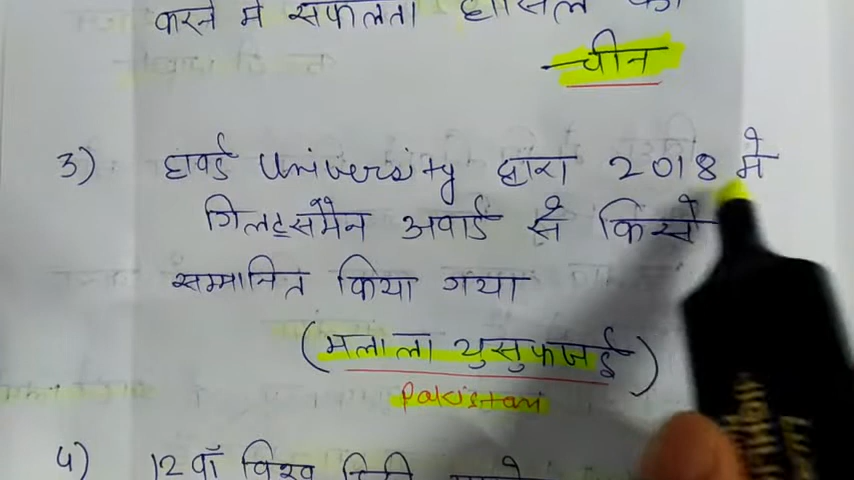 करने मे सफलता हासिल की
चीन
3) हावर्ड University द्वारा 2018 मे
गिलट्समैन अवार्ड से किसे
सम्मानित किया गया
(मलाला युसुफजई)
Pakistani
4) 12वाँ विश्व हिंदी